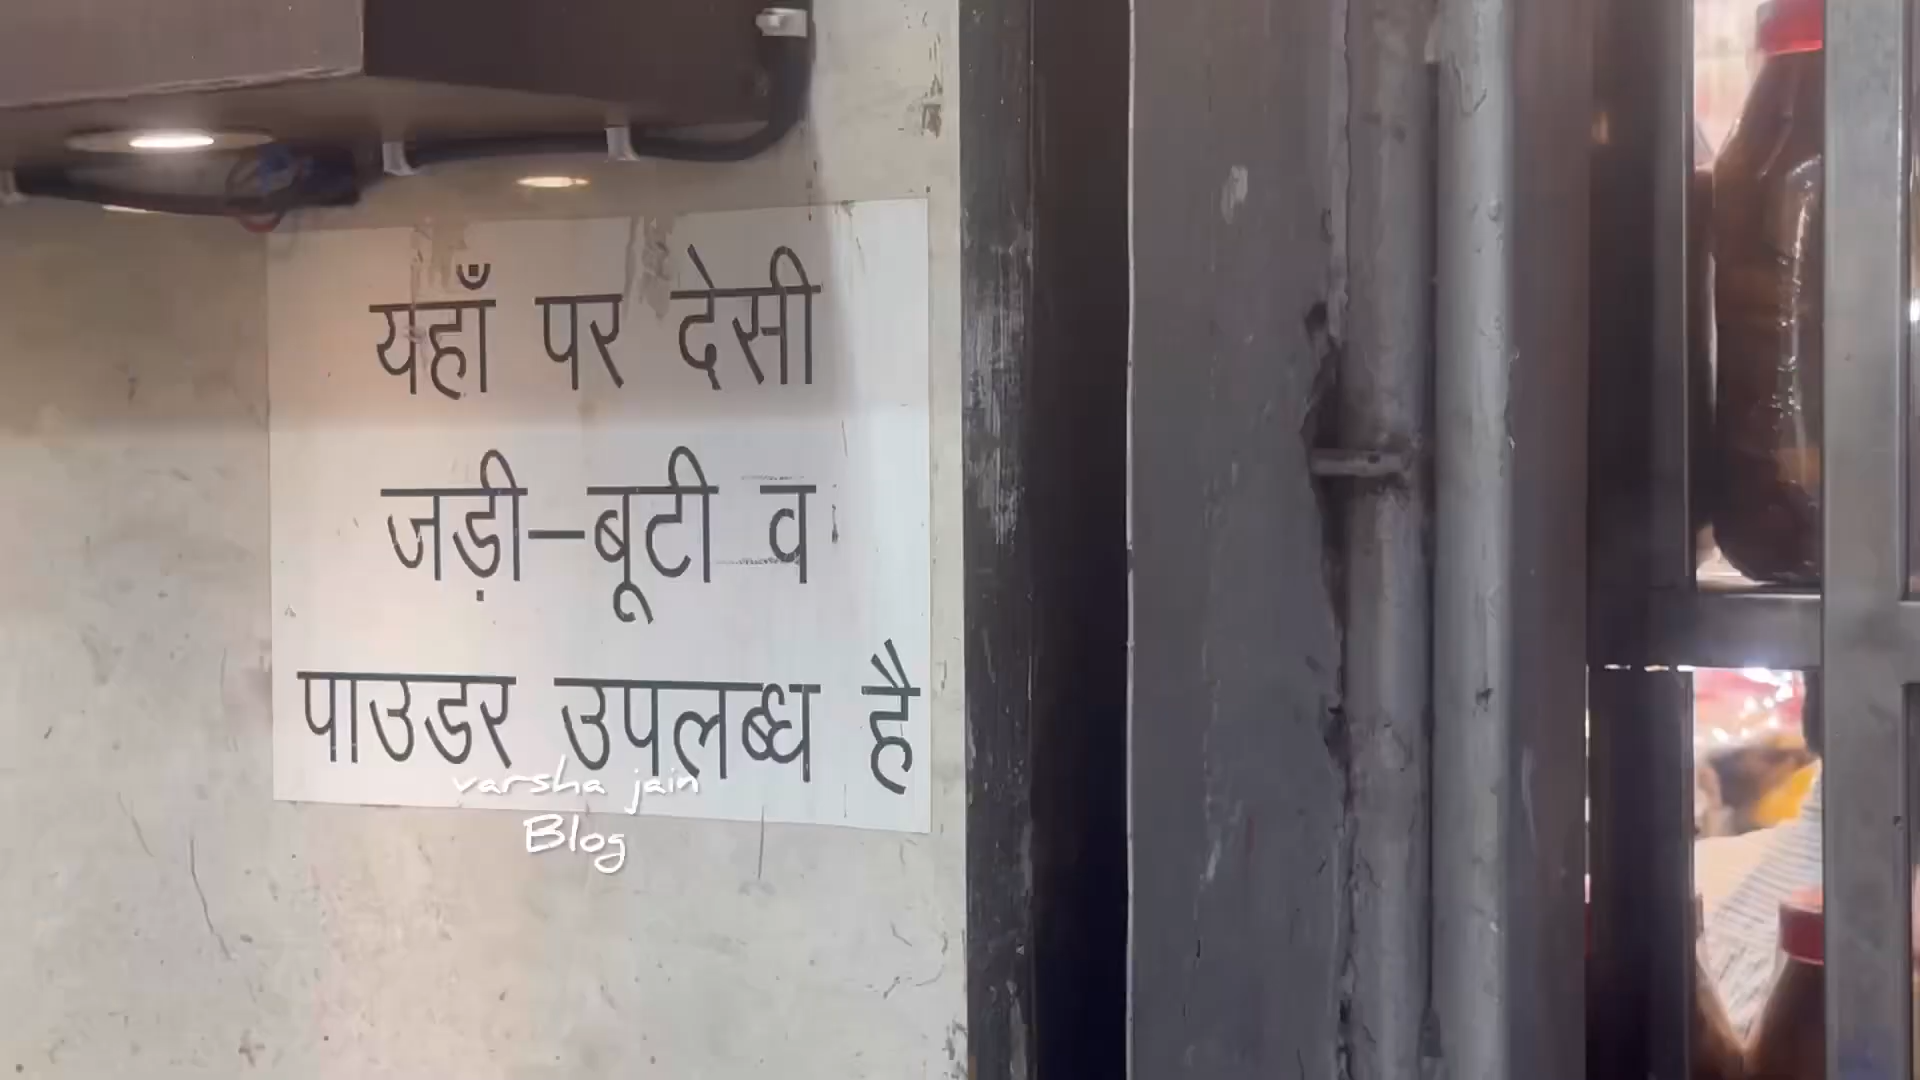 यहाँ पर देसी
जड़ी-बूटी व
पाउडर उपलब्ध है
varsha jain
Blog